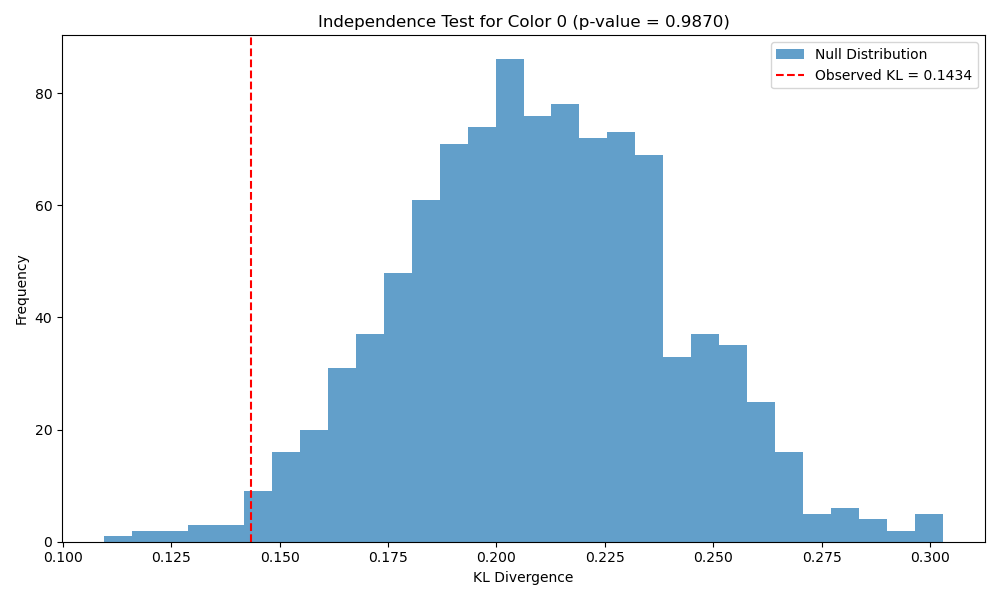 Independence Test for Color 0 (p-value = 0.9870)
Null Distribution
Observed KL = 0.1434
80
60
40
20
0
Frequency
0.100 0.125 0.150 0.175 0.200 0.225 0.250 0.275 0.300
KL Divergence